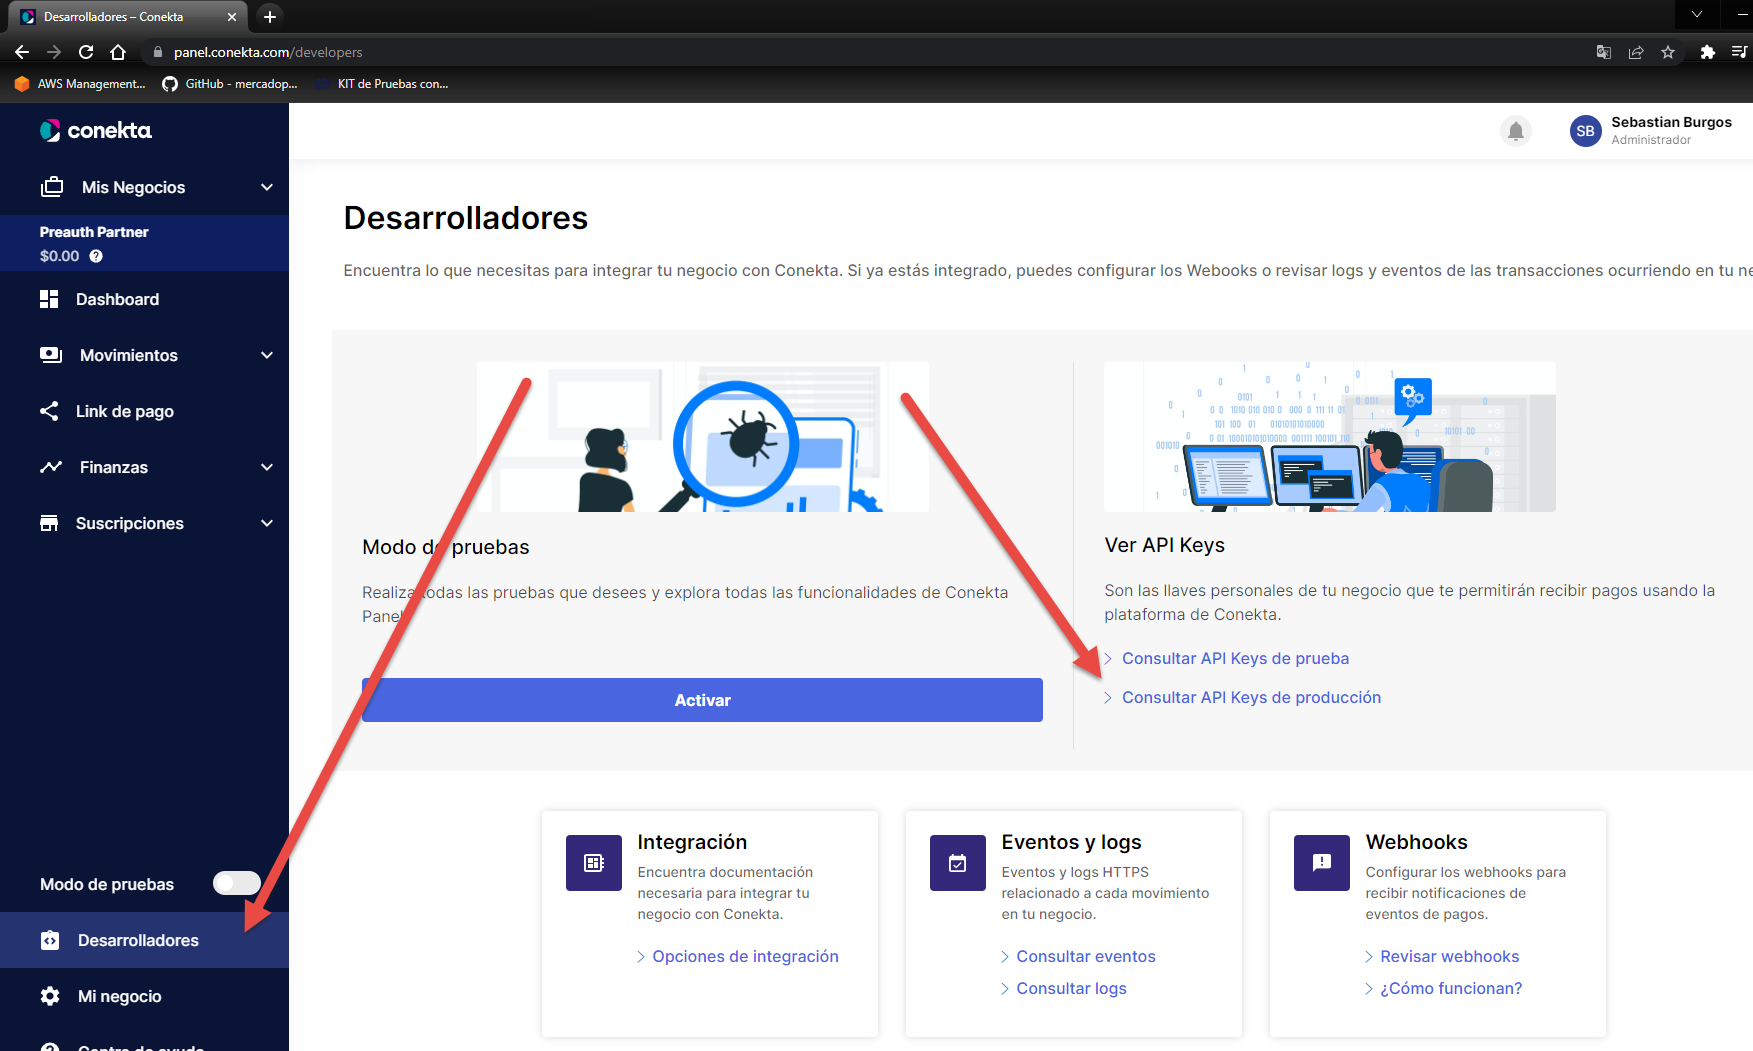 Desarrolladores – Conekta
panel.conekta.com/developers
AWS Management...
GitHub - mercadop...
KIT de Pruebas con...
conekta
SB
Sebastian Burgos
Administrador
Mis Negocios
Preauth Partner
$0.00
Dashboard
Movimientos
Link de pago
Finanzas
Suscripciones
Modo de pruebas
Desarrolladores
Mi negocio
Centro de ayuda
Desarrolladores
Encuentra lo que necesitas para integrar tu negocio con Conekta. Si ya estás integrado, puedes configurar los Webooks o revisar logs y eventos de las transacciones ocurriendo en tu ne
Modo de pruebas
Realiza todas las pruebas que desees y explora todas las funcionalidades de Conekta
Panel
Activar
Ver API Keys
Son las llaves personales de tu negocio que te permitirán recibir pagos usando la
plataforma de Conekta.
Consultar API Keys de prueba
Consultar API Keys de producción
Integración
Encuentra documentación
necesaria para integrar tu
negocio con Conekta.
Opciones de integración
Eventos y logs
Eventos y logs HTTPS
relacionado a cada movimiento
en tu negocio.
Consultar eventos
Consultar logs
Webhooks
Configurar los webhooks para
recibir notificaciones de
eventos de pagos.
Revisar webhooks
¿Cómo funcionan?